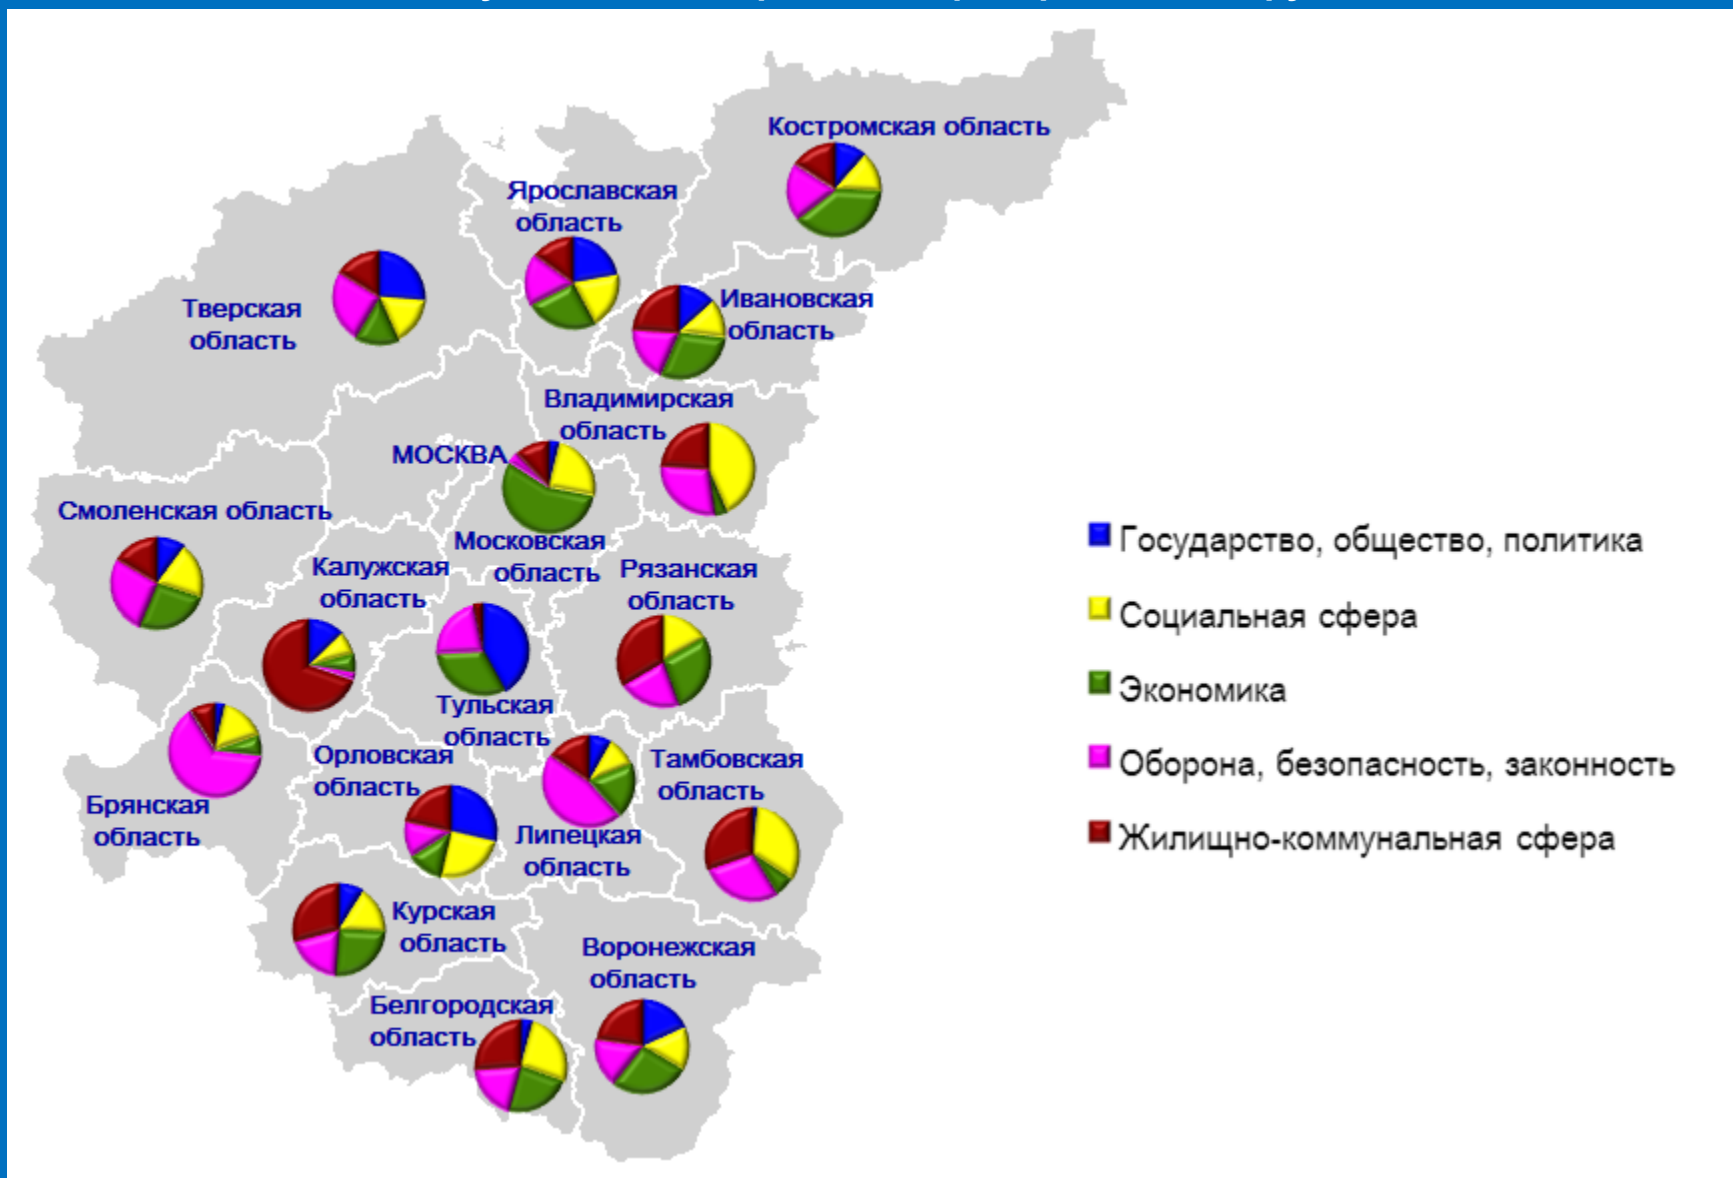 Костромская область
Ярославская
область
Тверская
область
Ивановская
область
Владимирская
область
МОСКВА
Московская
область
Смоленская область
Калужская
область
Рязанская
область
Тульская
область
Брянская
область
Орловская
область
Липецкая
область
Тамбовская
область
Курская
область
Воронежская
область
Белгородская
область
Государство, общество, политика
Социальная сфера
Экономика
Оборона, безопасность, законность
Жилищно-коммунальная сфера